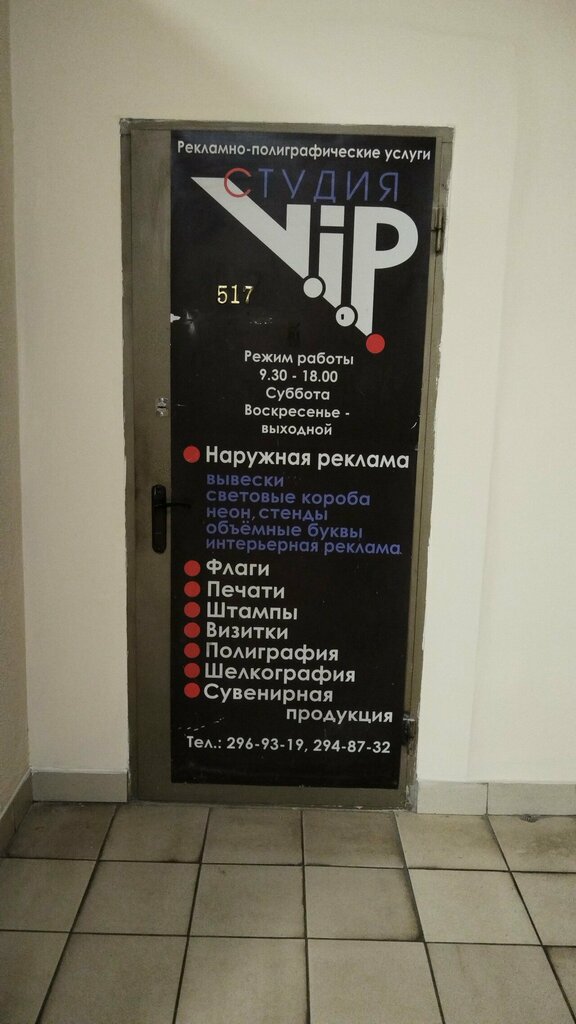 Рекламно-полиграфические услуги
СТУДИЯ
ViP
517
Режим работы
9.30 - 18.00
Суббота
Воскресенье -
выходной
Наружная реклама
вывески
световые короба
неон, стенды
объёмные буквы
интерьерная реклама
Флаги
Печати
Штампы
Визитки
Полиграфия
Шелкография
Сувенирная
продукция
Тел.: 296-93-19, 294-87-32